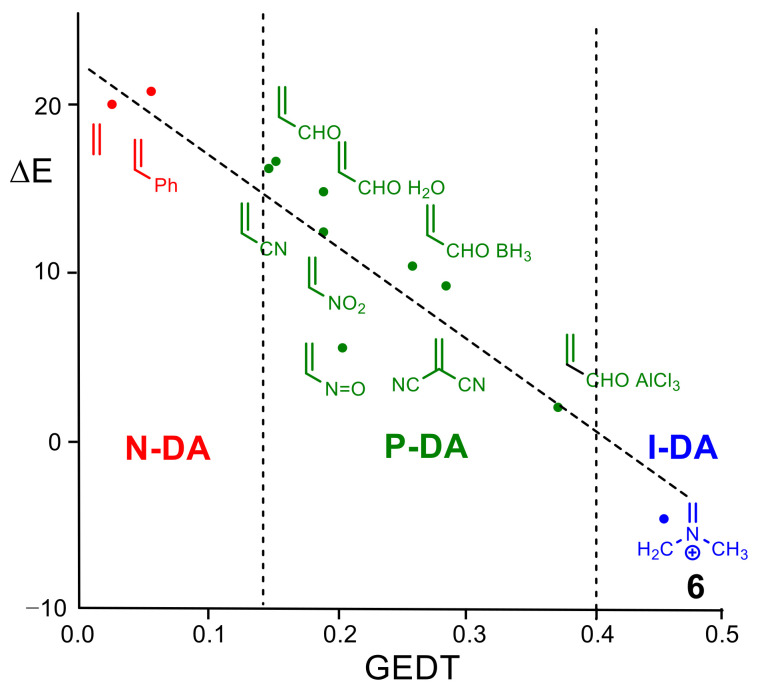 20
CHO
ΔE
Ph
CHO H₂O
CN
CHO BH₃
10
NO₂
N=O
NC
CN
CHO AlCl₃
0
N-DA
P-DA
I-DA
N
H₂C
⊕
CH₃
6
−10
0.0
0.1
0.2
0.3
0.4
0.5
GEDT